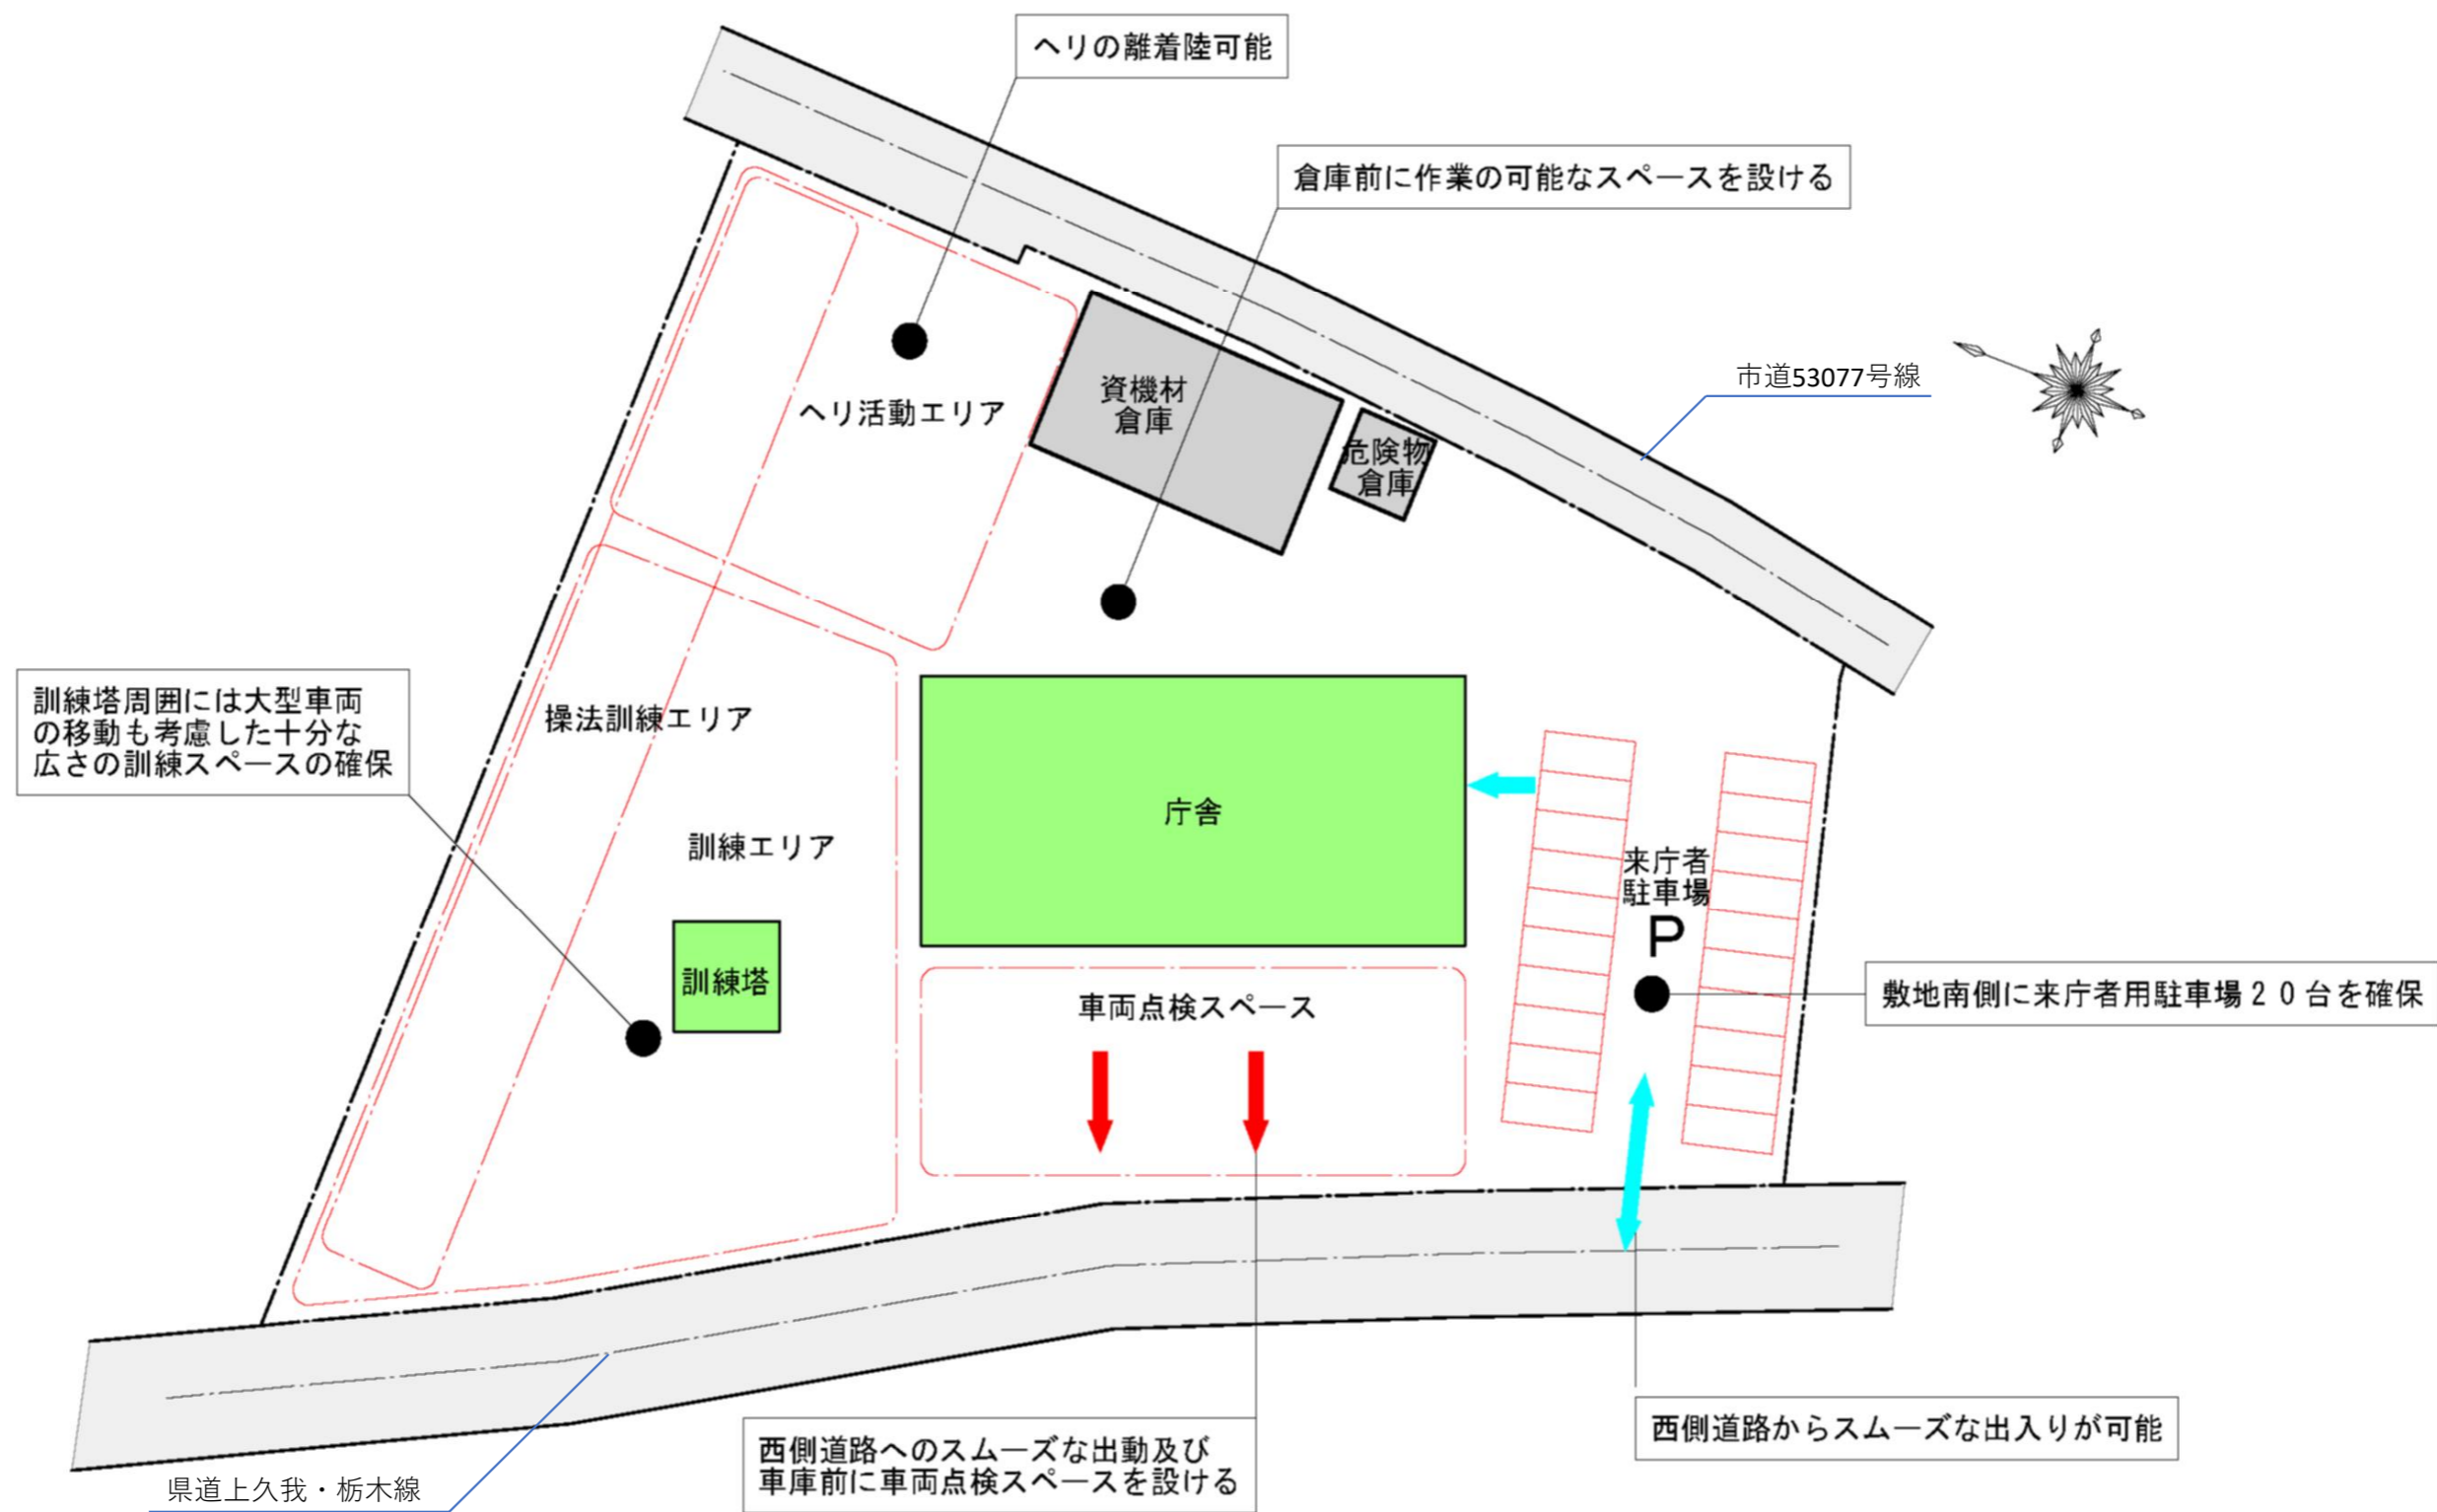 ヘリの離着陸可能
倉庫前に作業の可能なスペースを設ける
市道53077号線
資機材
倉庫
ヘリ活動エリア
危険物
倉庫
訓練塔周囲には大型車両
の移動も考慮した十分な
広さの訓練スペースの確保
操法訓練エリア
庁舎
訓練エリア
来庁者
駐車場
P
訓練塔
車両点検スペース
敷地南側に来庁者用駐車場２０台を確保
西側道路からスムーズな出入りが可能
西側道路へのスムーズな出動及び
車庫前に車両点検スペースを設ける
県道上久我・栃木線